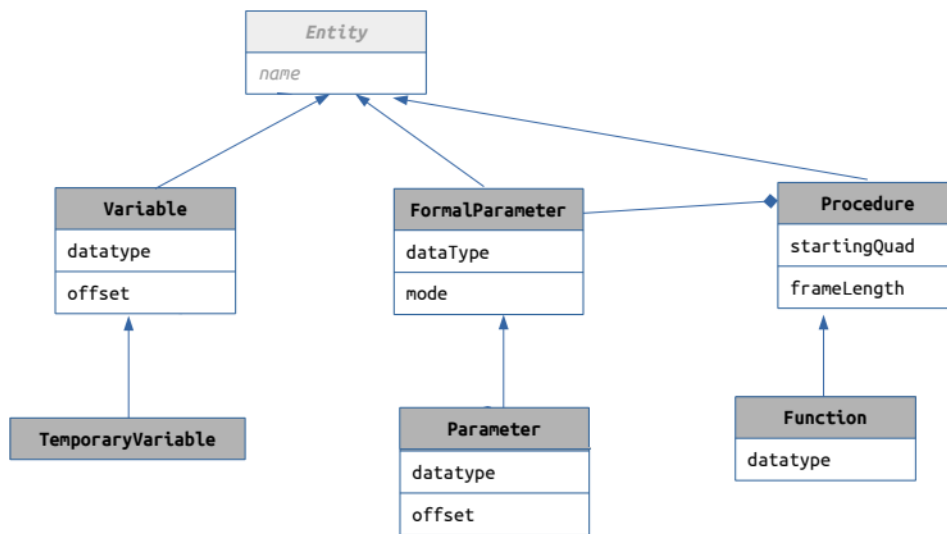 Entity
name
Variable
datatype
offset
FormalParameter
dataType
mode
Procedure
startingQuad
frameLength
TemporaryVariable
Parameter
datatype
offset
Function
datatype